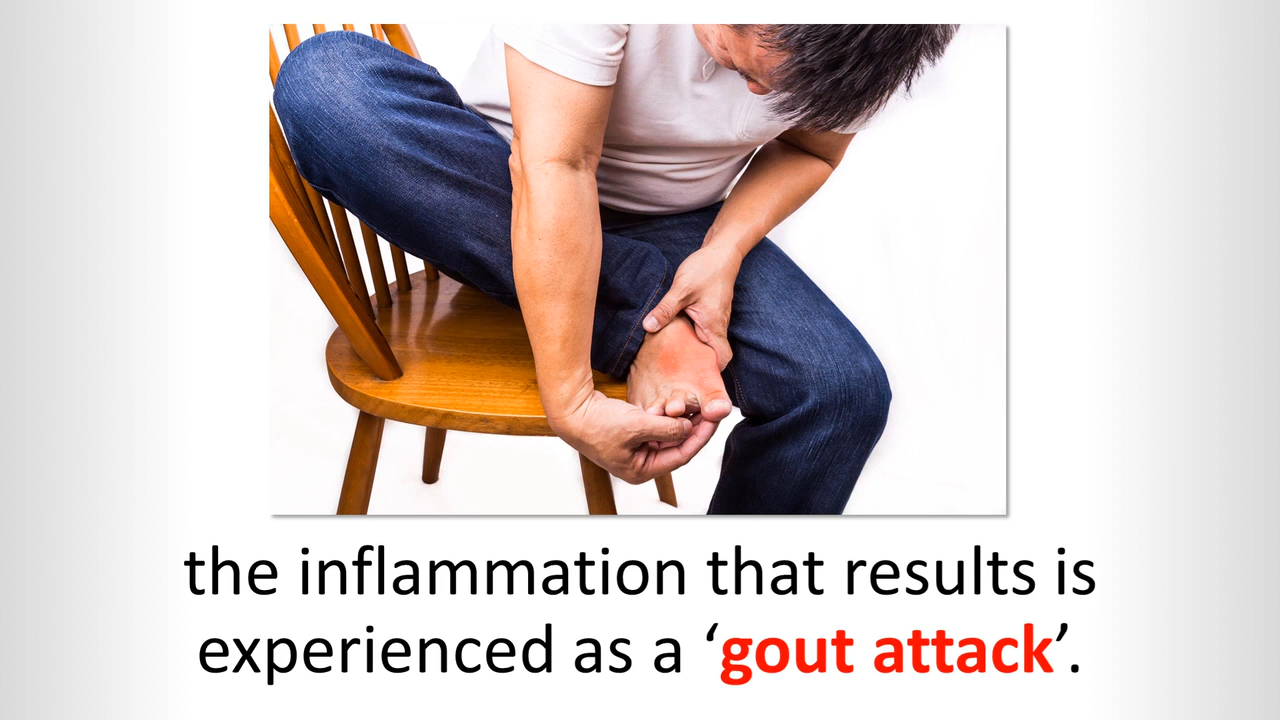 the inflammation that results is
experienced as a ‘gout attack’.